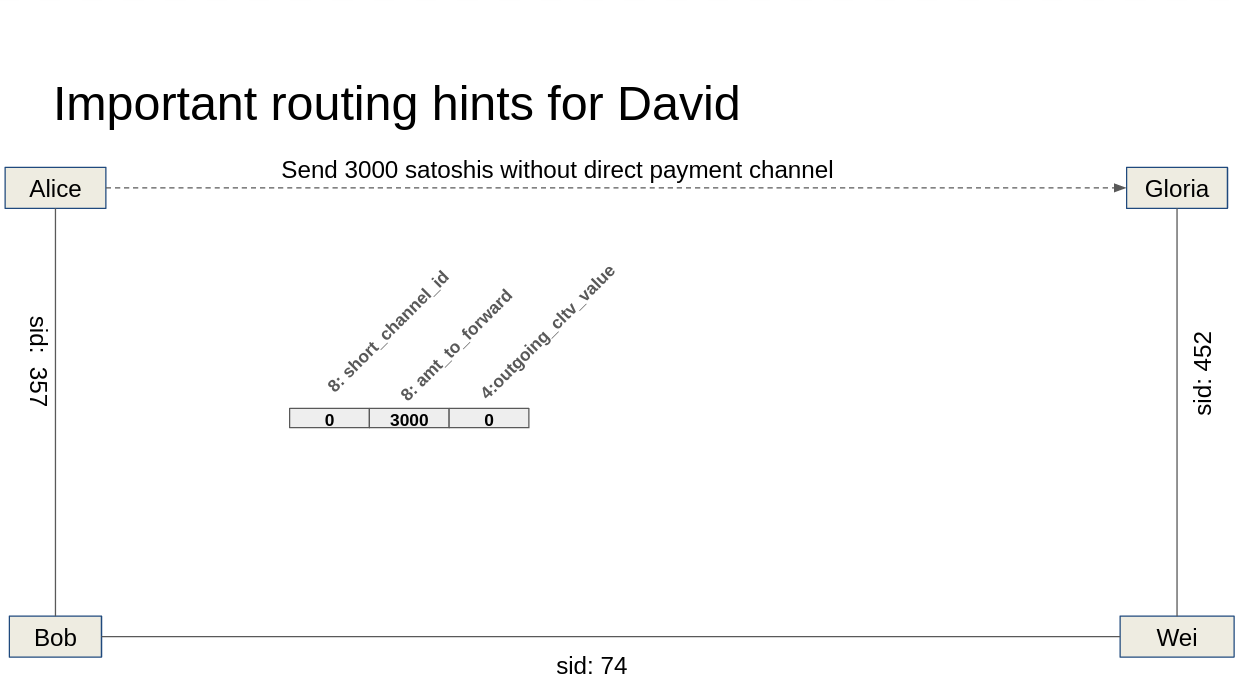 Important routing hints for David
Send 3000 satoshis without direct payment channel
Alice
Gloria
8: short_channel_id
8: amt_to_forward
4:outgoing_cltv_value
sid: 357
sid: 452
0 3000 0
Bob
Wei
sid: 74